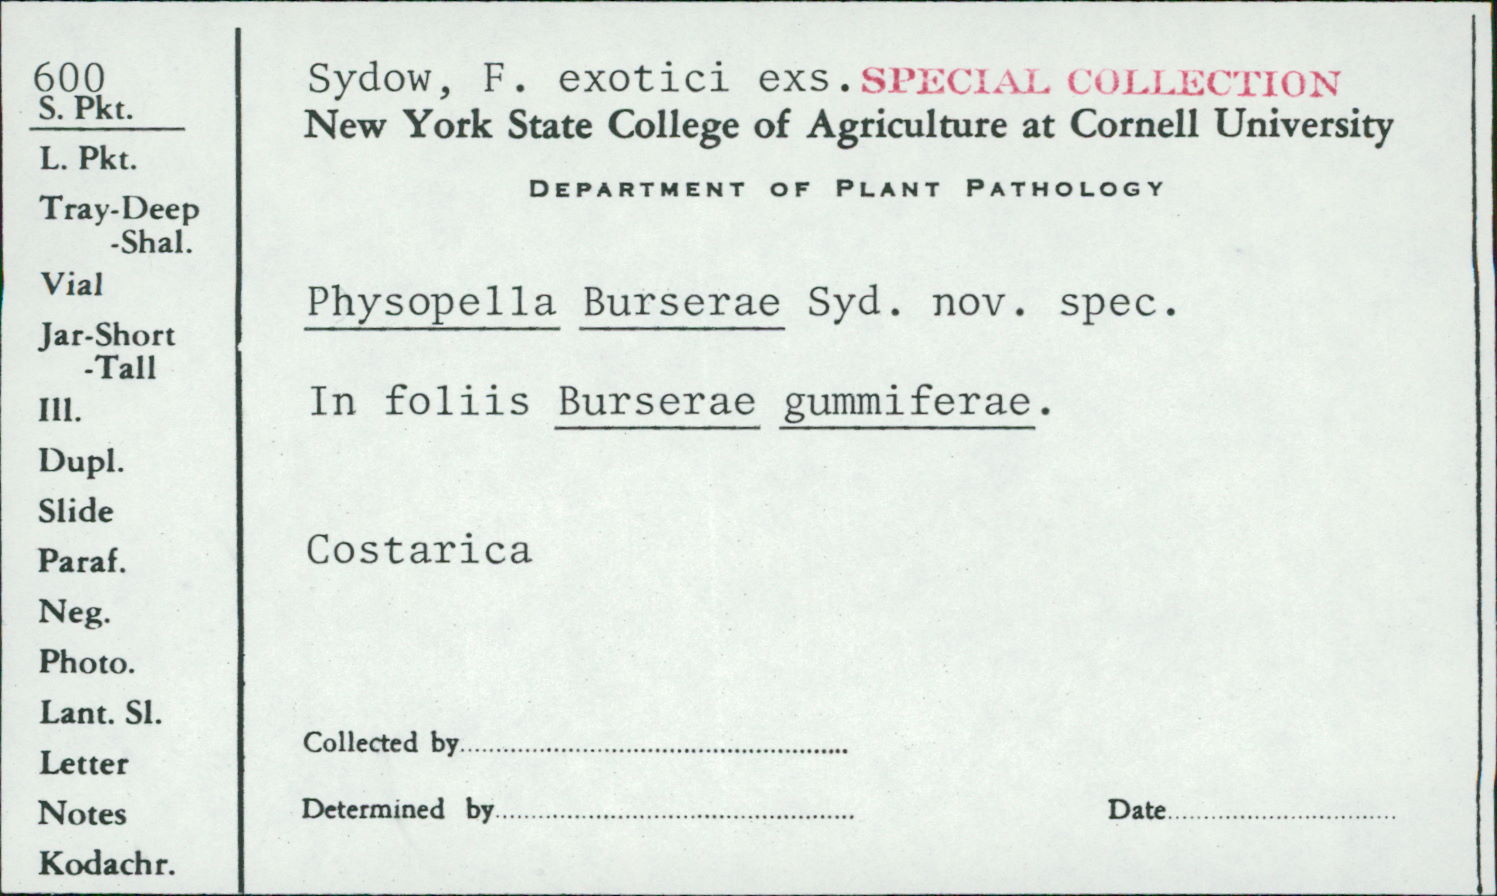 600
S. Pkt.
L. Pkt.
Tray-Deep
-Shal.
Vial
Jar-Short
-Tall
Ill.
Dupl.
Slide
Paraf.
Neg.
Photo.
Lant. Sl.
Letter
Notes
Kodachr.
Sydow, F. exotici exs. SPECIAL COLLECTION
New York State College of Agriculture at Cornell University
DEPARTMENT OF PLANT PATHOLOGY
Physopella Burserae Syd. nov. spec.
In foliis Burserae gummiferae.
Costarica
Collected by
Determined by
Date